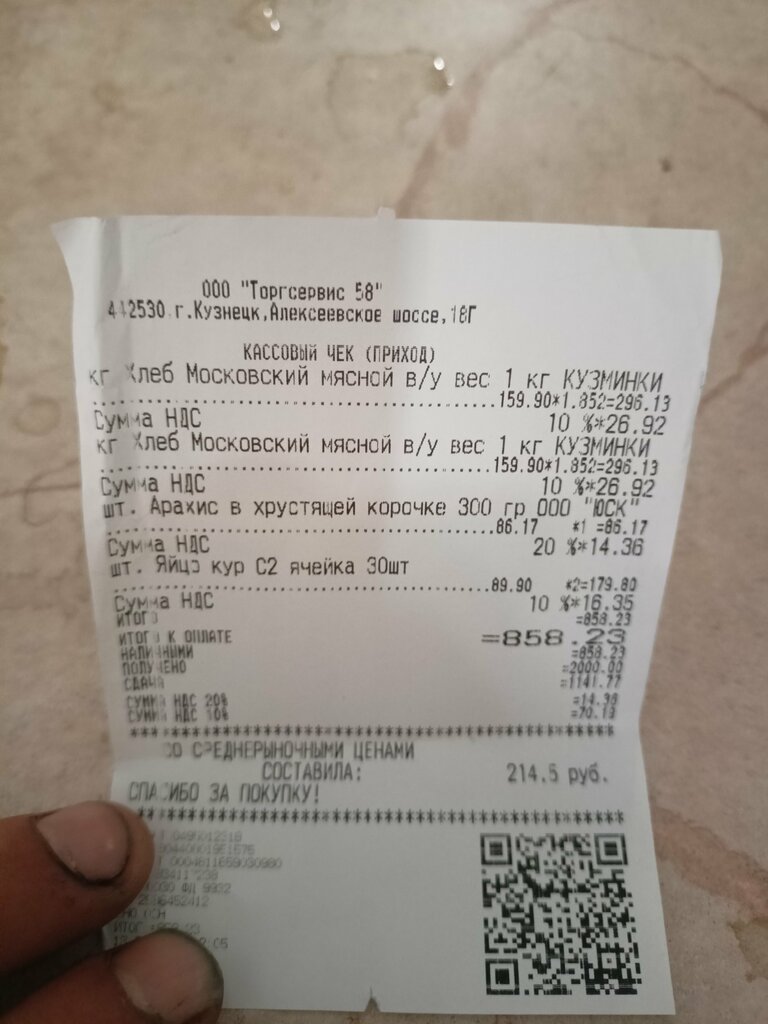 ООО "Торгсервис 58"
442530 г.Кузнецк,Алексеевское шоссе,18Г
КАССОВЫЙ ЧЕК (ПРИХОД)
кг Хлеб Московский мясной в/у вес 1 кг КУЗМИНКИ
159.90*1.852=296.13
Сумма НДС 10 %*26.92
кг Хлеб Московский мясной в/у вес 1 кг КУЗМИНКИ
159.90*1.852=296.13
Сумма НДС 10 %*26.92
шт. Арахис в хрустящей корочке 300 гр ООО "ЮСК"
86.17 *1 =86.17
Сумма НДС 20 %*14.36
шт. Яйцо кур С2 ячейка 30шт
89.90 *2=179.80
Сумма НДС 10 %*16.35
ИТОГО =858.23
ИТОГО К ОПЛАТЕ =858.23
НАЛИЧНЫМИ =858.23
ПОЛУЧЕНО =2000.00
СДАЧА =1141.77
СУММА НДС 20% =14.36
СУММА НДС 10% =70.19
************************************
СО СРЕДНЕРЫНОЧНЫМИ ЦЕНАМИ
СОСТАВИЛА: 214.5 руб.
СПАСИБО ЗА ПОКУПКУ!
************************************
ФД 9932
ИТОГ =858.23